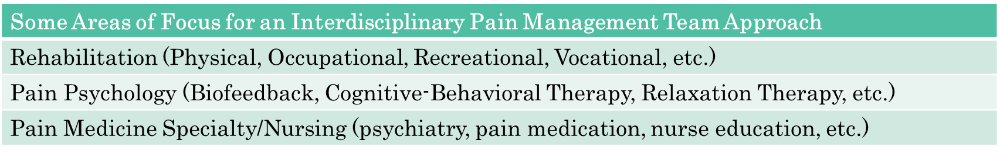 Some Areas of Focus for an Interdisciplinary Pain Management Team Approach
Rehabilitation (Physical, Occupational, Recreational, Vocational, etc.)
Pain Psychology (Biofeedback, Cognitive-Behavioral Therapy, Relaxation Therapy, etc.)
Pain Medicine Specialty/Nursing (psychiatry, pain medication, nurse education, etc.)